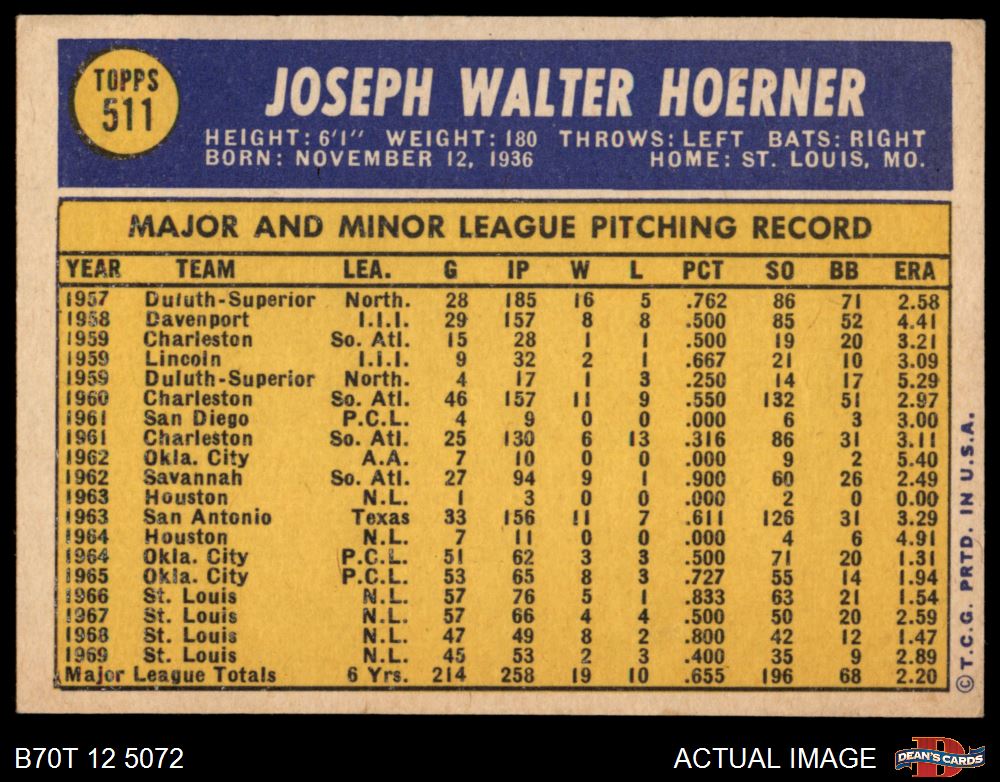 TOPPS
511
JOSEPH WALTER HOERNER
HEIGHT: 6'1" WEIGHT: 180 THROWS: LEFT BATS: RIGHT
BORN: NOVEMBER 12, 1936 HOME: ST. LOUIS, MO.
MAJOR AND MINOR LEAGUE PITCHING RECORD
YEAR TEAM LEA. G IP W L PCT SO BB ERA
1957 Duluth-Superior North. 28 185 16 5 .762 86 71 2.58
1958 Davenport I.I.I. 29 157 8 8 .500 85 52 4.41
1959 Charleston So. Atl. 15 28 1 1 .500 19 20 3.21
1959 Lincoln I.I.I. 9 32 2 1 .667 21 10 3.09
1959 Duluth-Superior North. 4 17 1 3 .250 14 17 5.29
1960 Charleston So. Atl. 46 157 11 9 .550 132 51 2.97
1961 San Diego P.C.L. 4 9 0 0 .000 6 3 3.00
1961 Charleston So. Atl. 25 130 6 13 .316 86 31 3.11
1962 Okla. City A.A. 7 10 0 0 .000 9 2 5.40
1962 Savannah So. Atl. 27 94 9 1 .900 60 26 2.49
1963 Houston N.L. 1 3 0 0 .000 2 0 0.00
1963 San Antonio Texas 33 156 11 7 .611 126 31 3.29
1964 Houston N.L. 7 11 0 0 .000 4 6 4.91
1964 Okla. City P.C.L. 51 62 3 3 .500 71 20 1.31
1965 Okla. City P.C.L. 53 65 8 3 .727 55 14 1.94
1966 St. Louis N.L. 57 76 5 1 .833 63 21 1.54
1967 St. Louis N.L. 57 66 4 4 .500 50 20 2.59
1968 St. Louis N.L. 47 49 8 2 .800 42 12 1.47
1969 St. Louis N.L. 45 53 2 3 .400 35 9 2.89
Major League Totals 6 Yrs. 214 258 19 10 .655 196 68 2.20
©T.C.G. PRTD. IN U.S.A.
B70T 12 5072
ACTUAL IMAGE
D
DEAN'S CARDS